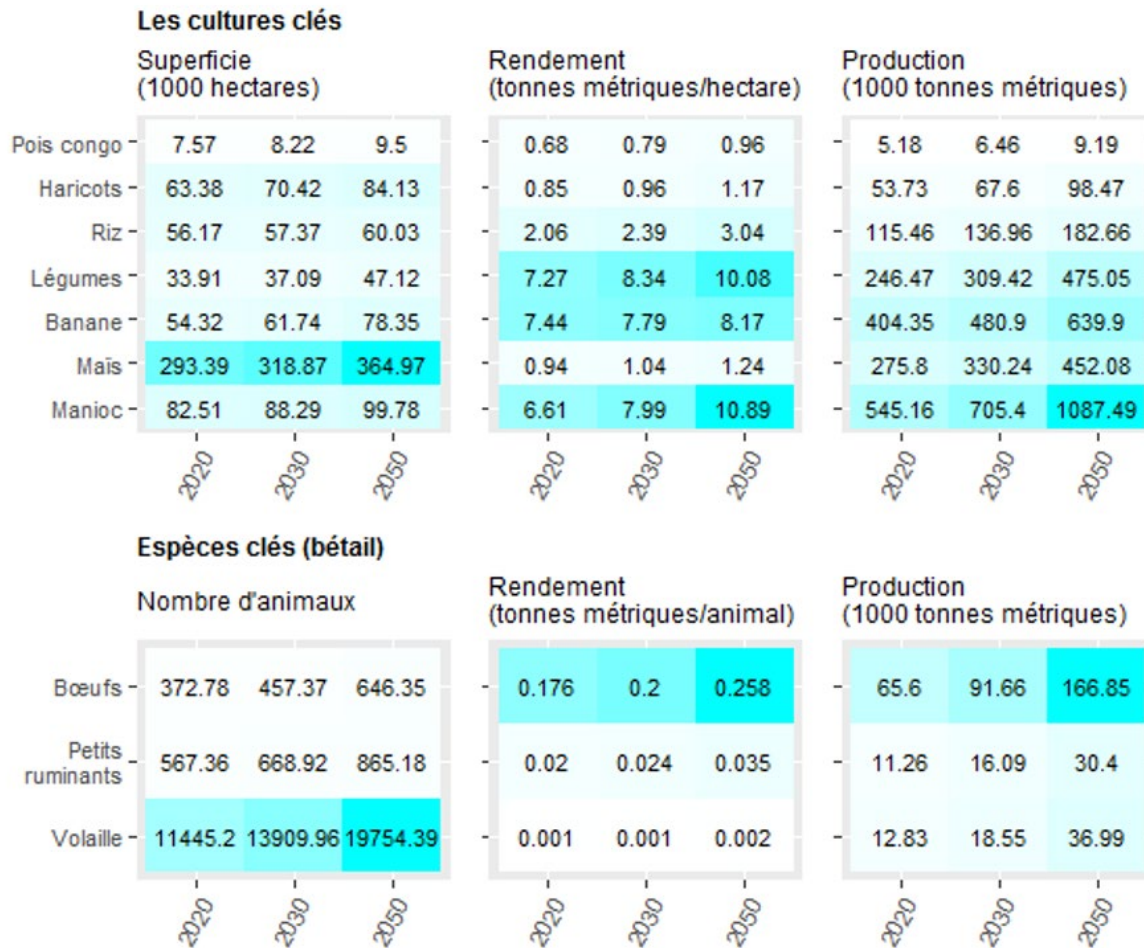 Les cultures clés
Superficie
(1000 hectares)
Rendement
(tonnes métriques/hectare)
Production
(1000 tonnes métriques)
Pois congo 7.57 8.22 9.5 0.68 0.79 0.96 5.18 6.46 9.19
Haricots 63.38 70.42 84.13 0.85 0.96 1.17 53.73 67.6 98.47
Riz 56.17 57.37 60.03 2.06 2.39 3.04 115.46 136.96 182.66
Légumes 33.91 37.09 47.12 7.27 8.34 10.08 246.47 309.42 475.05
Banane 54.32 61.74 78.35 7.44 7.79 8.17 404.35 480.9 639.9
Maïs 293.39 318.87 364.97 0.94 1.04 1.24 275.8 330.24 452.08
Manioc 82.51 88.29 99.78 6.61 7.99 10.89 545.16 705.4 1087.49
2020 2030 2050 2020 2030 2050 2020 2030 2050
Espèces clés (bétail)
Nombre d'animaux
Rendement
(tonnes métriques/animal)
Production
(1000 tonnes métriques)
Bœufs 372.78 457.37 646.35 0.176 0.2 0.258 65.6 91.66 166.85
Petits
ruminants 567.36 668.92 865.18 0.02 0.024 0.035 11.26 16.09 30.4
Volaille 11445.2 13909.96 19754.39 0.001 0.001 0.002 12.83 18.55 36.99
2020 2030 2050 2020 2030 2050 2020 2030 2050